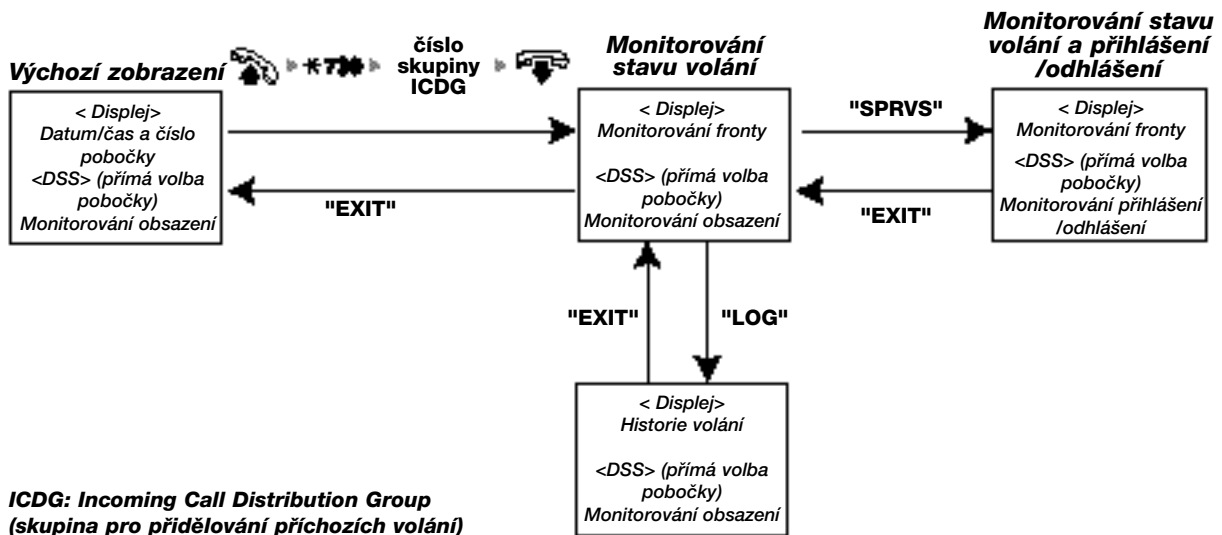 Výchozí zobrazení
číslo
skupiny
ICDG
Monitorování
stavu volání
Monitorování stavu
volání a přihlášení
/odhlášení
< Displej>
Datum/čas a číslo
pobočky
<DSS> (přímá volba
pobočky)
Monitorování obsazení
"EXIT"
< Displej>
Monitorování fronty
<DSS> (přímá volba
pobočky)
Monitorování obsazení
"SPRVS"
"EXIT"
< Displej>
Monitorování fronty
<DSS> (přímá volba
pobočky)
Monitorování přihlášení
/odhlášení
"EXIT"
"LOG"
< Displej>
Historie volání
<DSS> (přímá volba
pobočky)
Monitorování obsazení
ICDG: Incoming Call Distribution Group
(skupina pro přidělování příchozích volání)